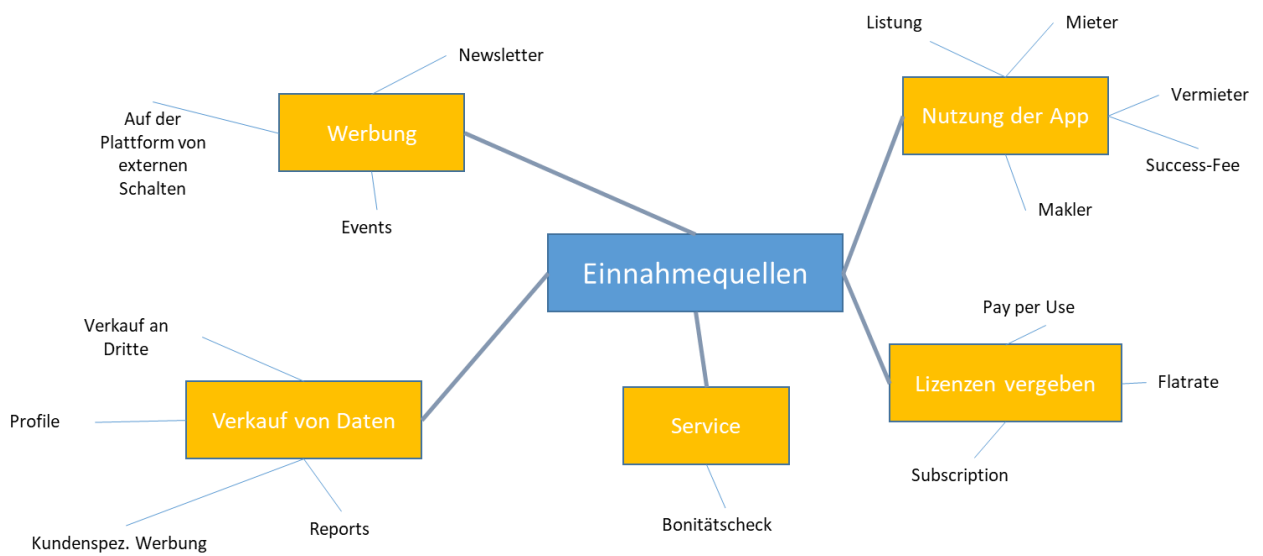 Listung
Mieter
Newsletter
Vermieter
Nutzung der App
Auf der
Plattform von
externen
Schalten
Werbung
Success-Fee
Makler
Events
Einnahmequellen
Pay per Use
Verkauf an
Dritte
Lizenzen vergeben
Flatrate
Profile
Verkauf von Daten
Service
Subscription
Bonitätscheck
Reports
Kundenspez. Werbung